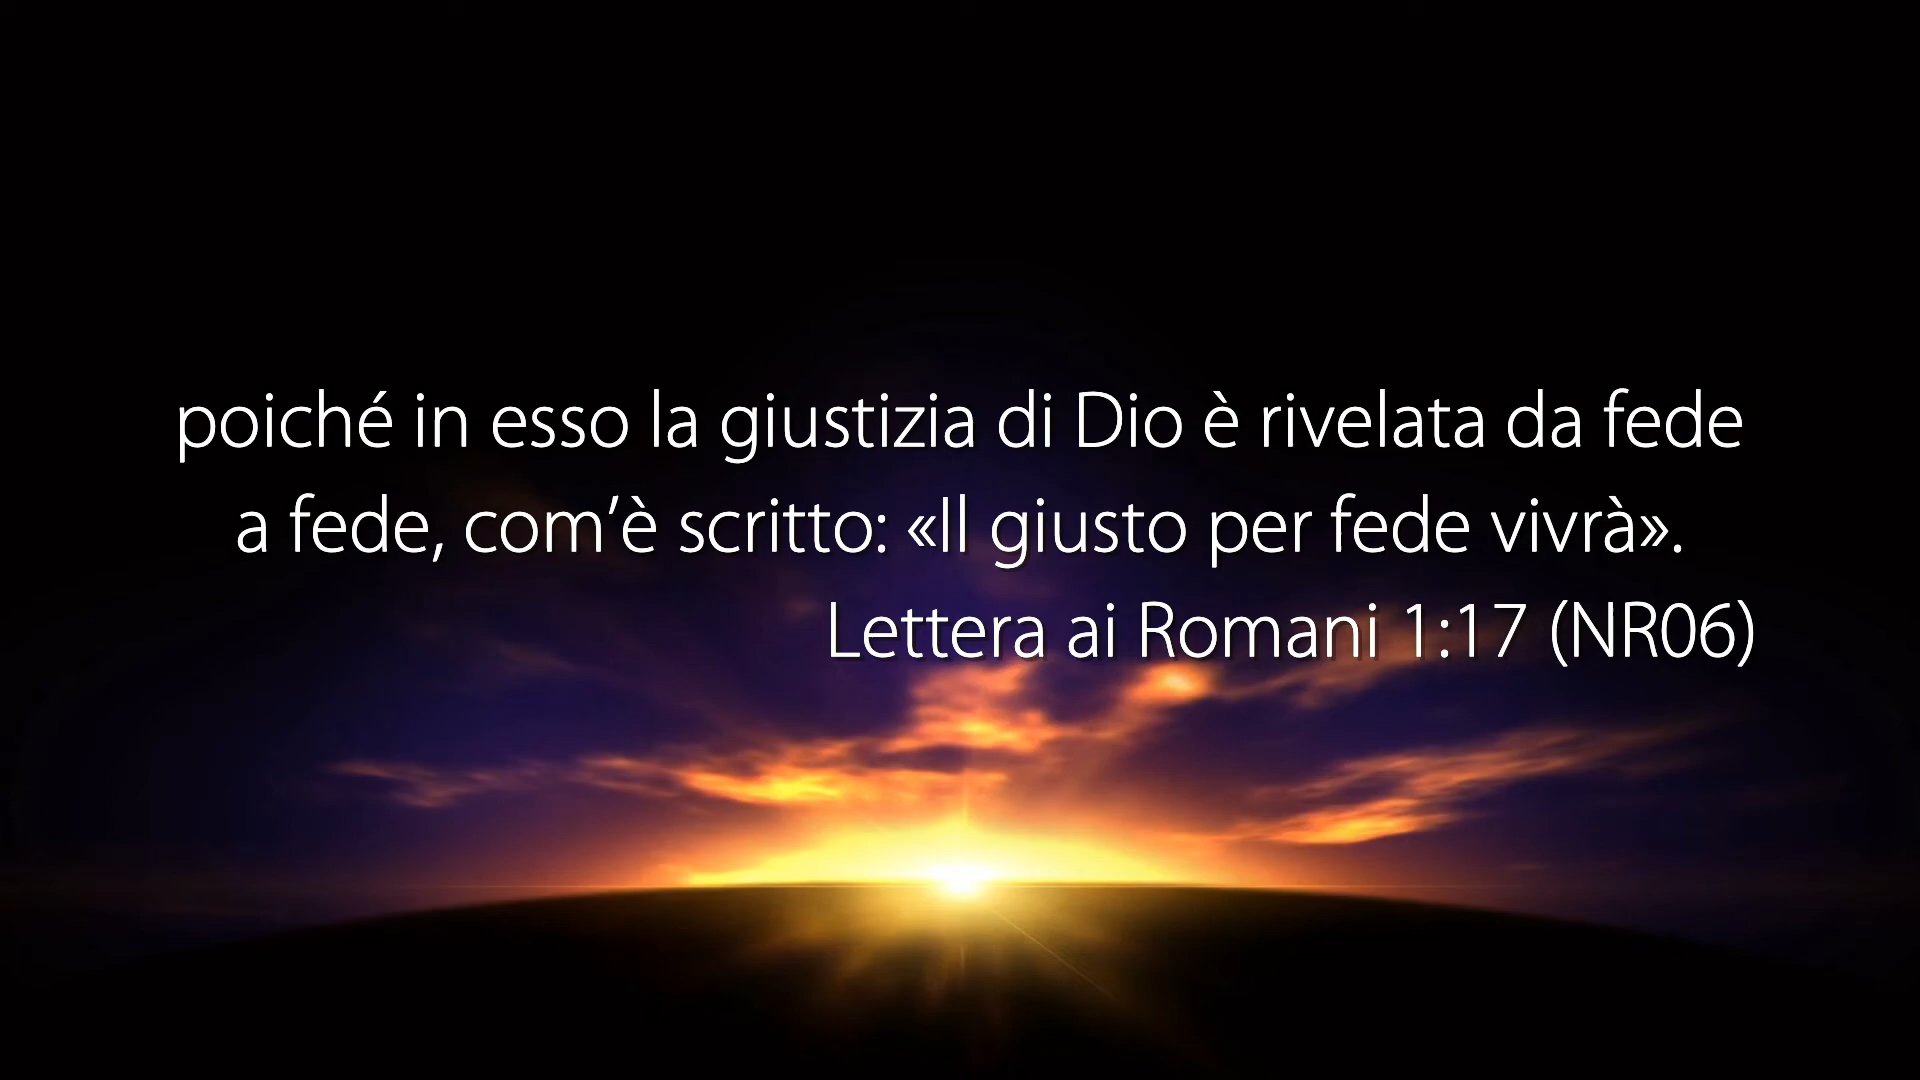 poiché in esso la giustizia di Dio è rivelata da fede
a fede, com’è scritto: «Il giusto per fede vivrà».
Lettera ai Romani 1:17 (NR06)